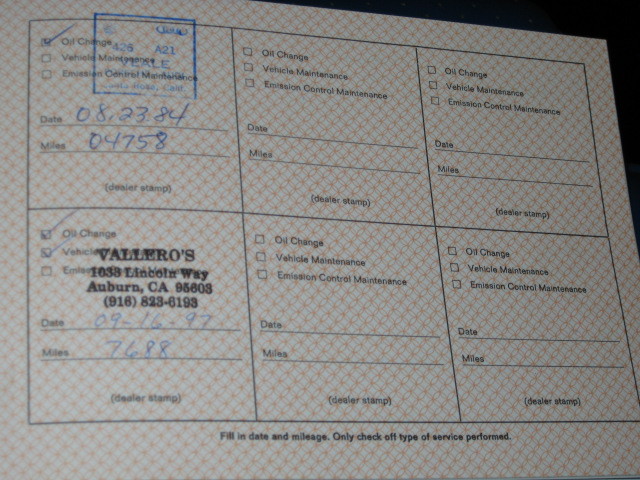 Oil Change
Vehicle Maintenance
Emission Control Maintenance
426 A21
Date 08.23.84
Miles 04758
(dealer stamp)
Oil Change
Vehicle Maintenance
Emission Control Maintenance
Date
Miles
(dealer stamp)
Oil Change
Vehicle Maintenance
Emission Control Maintenance
Date
Miles
(dealer stamp)
Oil Change
VALLERO'S
1033 Lincoln Way
Auburn, CA 95603
(916) 823-6193
Date 09-16-97
Miles 7688
(dealer stamp)
Oil Change
Vehicle Maintenance
Emission Control Maintenance
Date
Miles
(dealer stamp)
Oil Change
Vehicle Maintenance
Emission Control Maintenance
Date
Miles
(dealer stamp)
Fill in date and mileage. Only check off type of service performed.